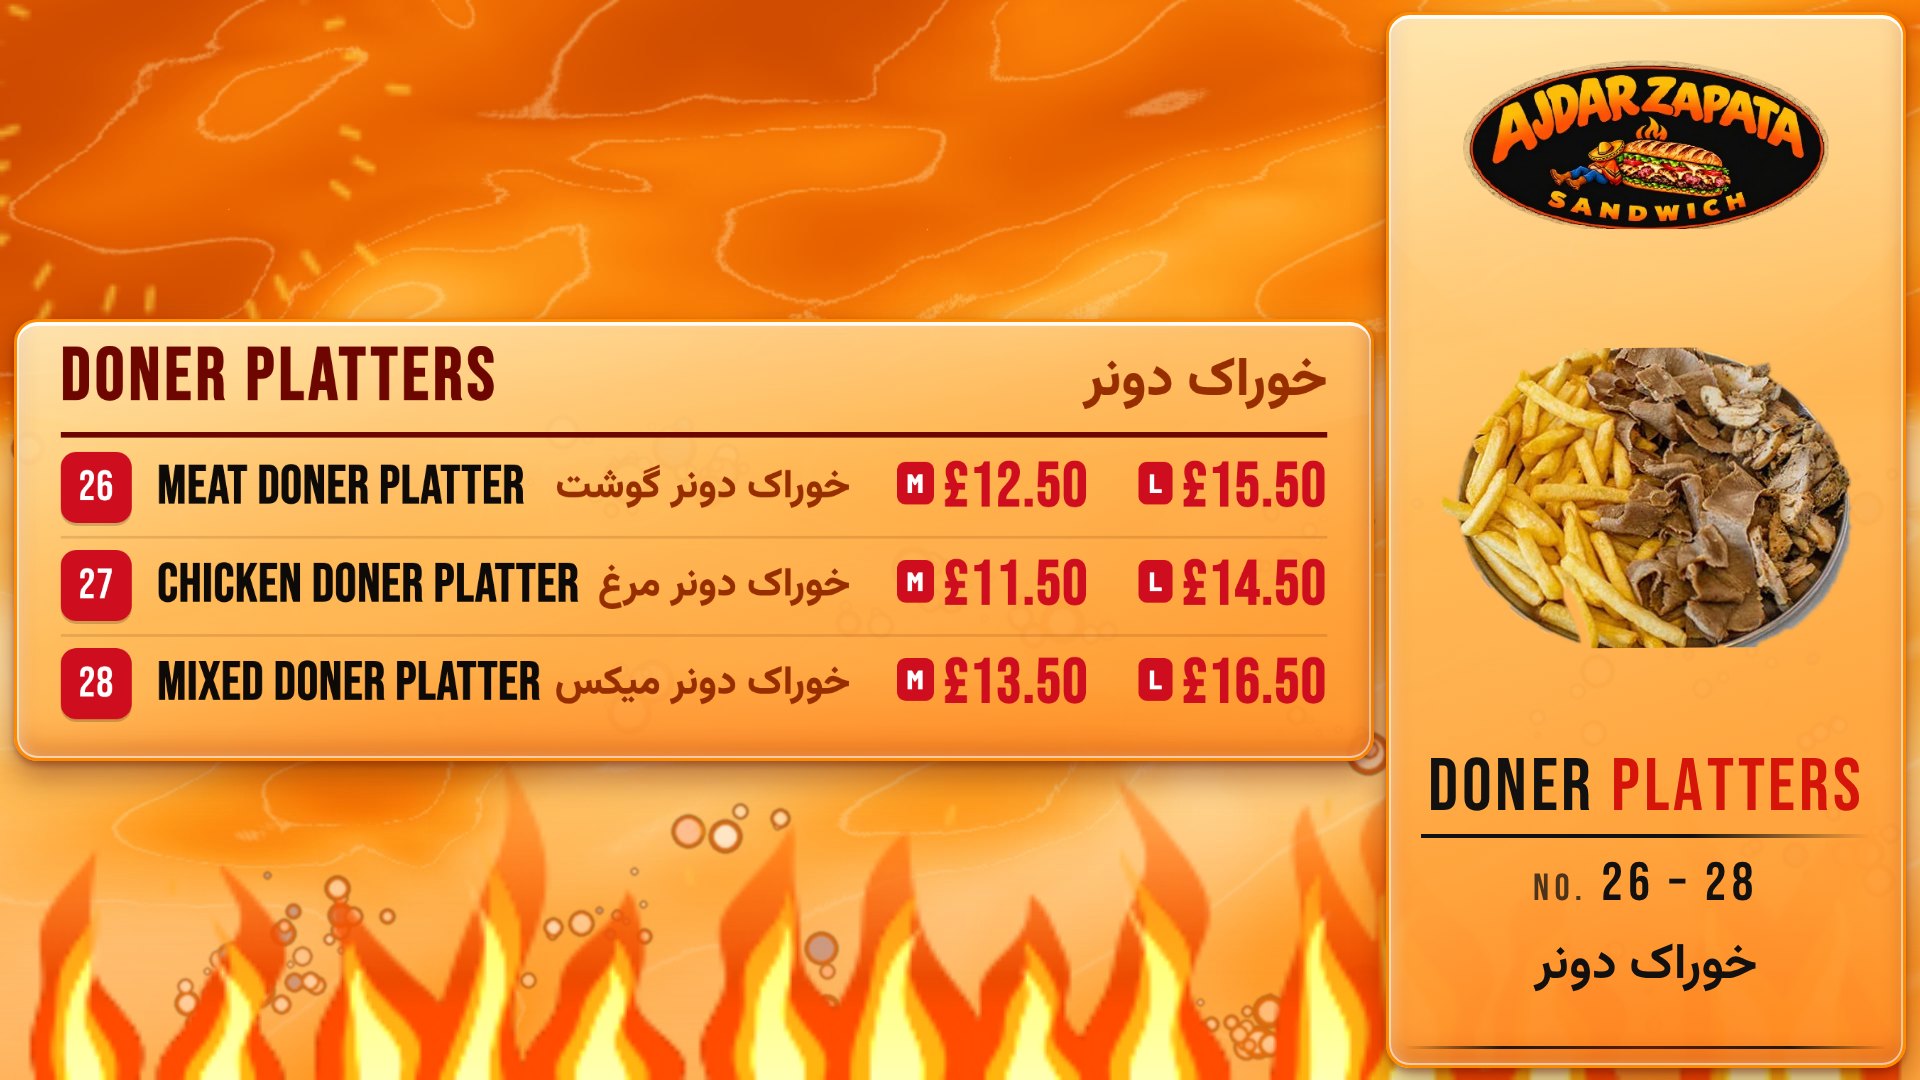 DONER PLATTERS خوراک دونر
26 MEAT DONER PLATTER خوراک دونر گوشت M £12.50 L £15.50
27 CHICKEN DONER PLATTER خوراک دونر مرغ M £11.50 L £14.50
28 MIXED DONER PLATTER خوراک دونر میکس M £13.50 L £16.50
AJDAR ZAPATA
SANDWICH
DONER PLATTERS
NO. 26 - 28
خوراک دونر